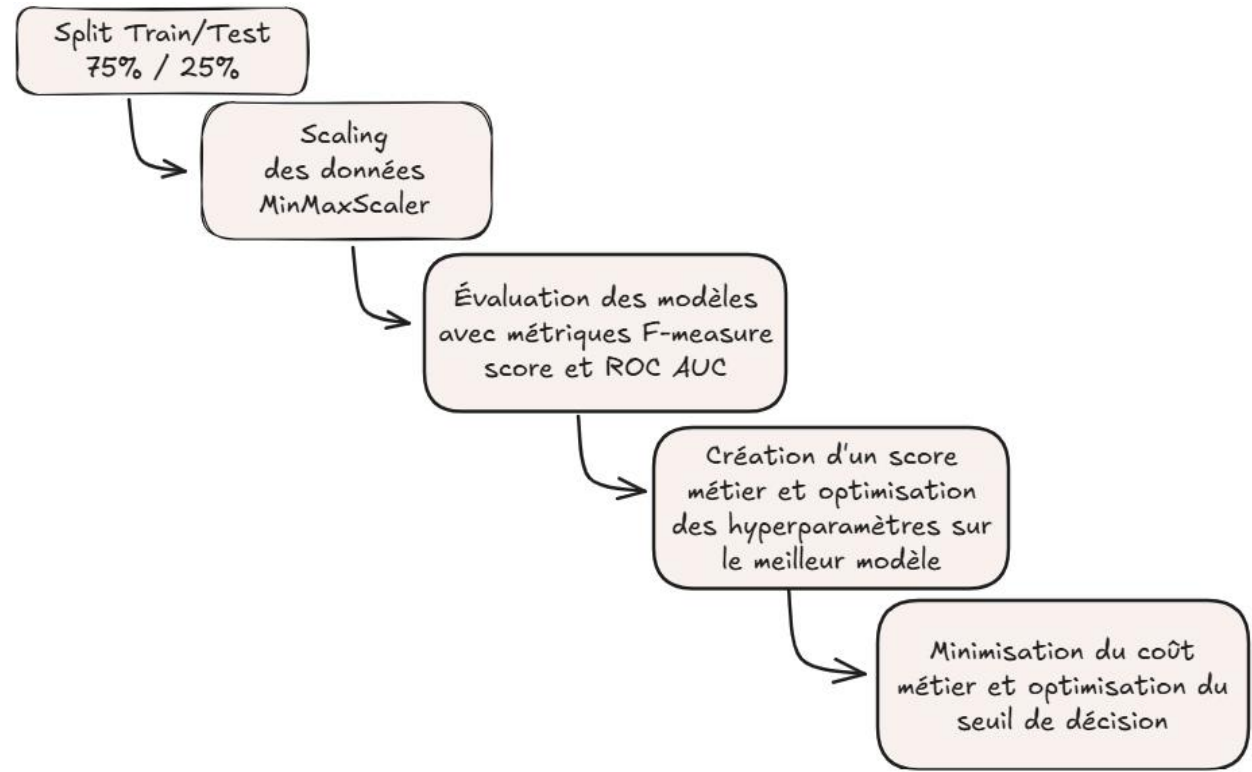 Split Train/Test
75% / 25%
Scaling
des données
MinMaxScaler
Évaluation des modèles
avec métriques F-measure
score et ROC AUC
Création d'un score
métier et optimisation
des hyperparamètres sur
le meilleur modèle
Minimisation du coût
métier et optimisation du
seuil de décision